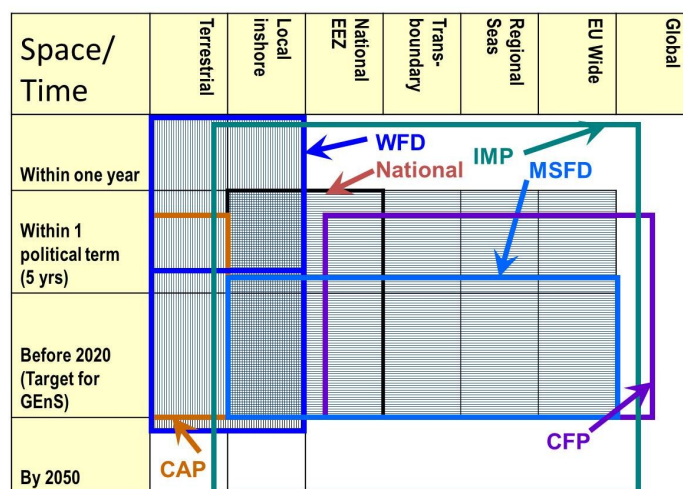 Space/
Time
Terrestrial
Local
inshore
National
EEZ
Trans-
boundary
Regional
Seas
EU Wide
Global
Within one year
WFD
IMP
National
MSFD
Within 1
political term
(5 yrs)
Before 2020
(Target for
GEnS)
CFP
CAP
By 2050